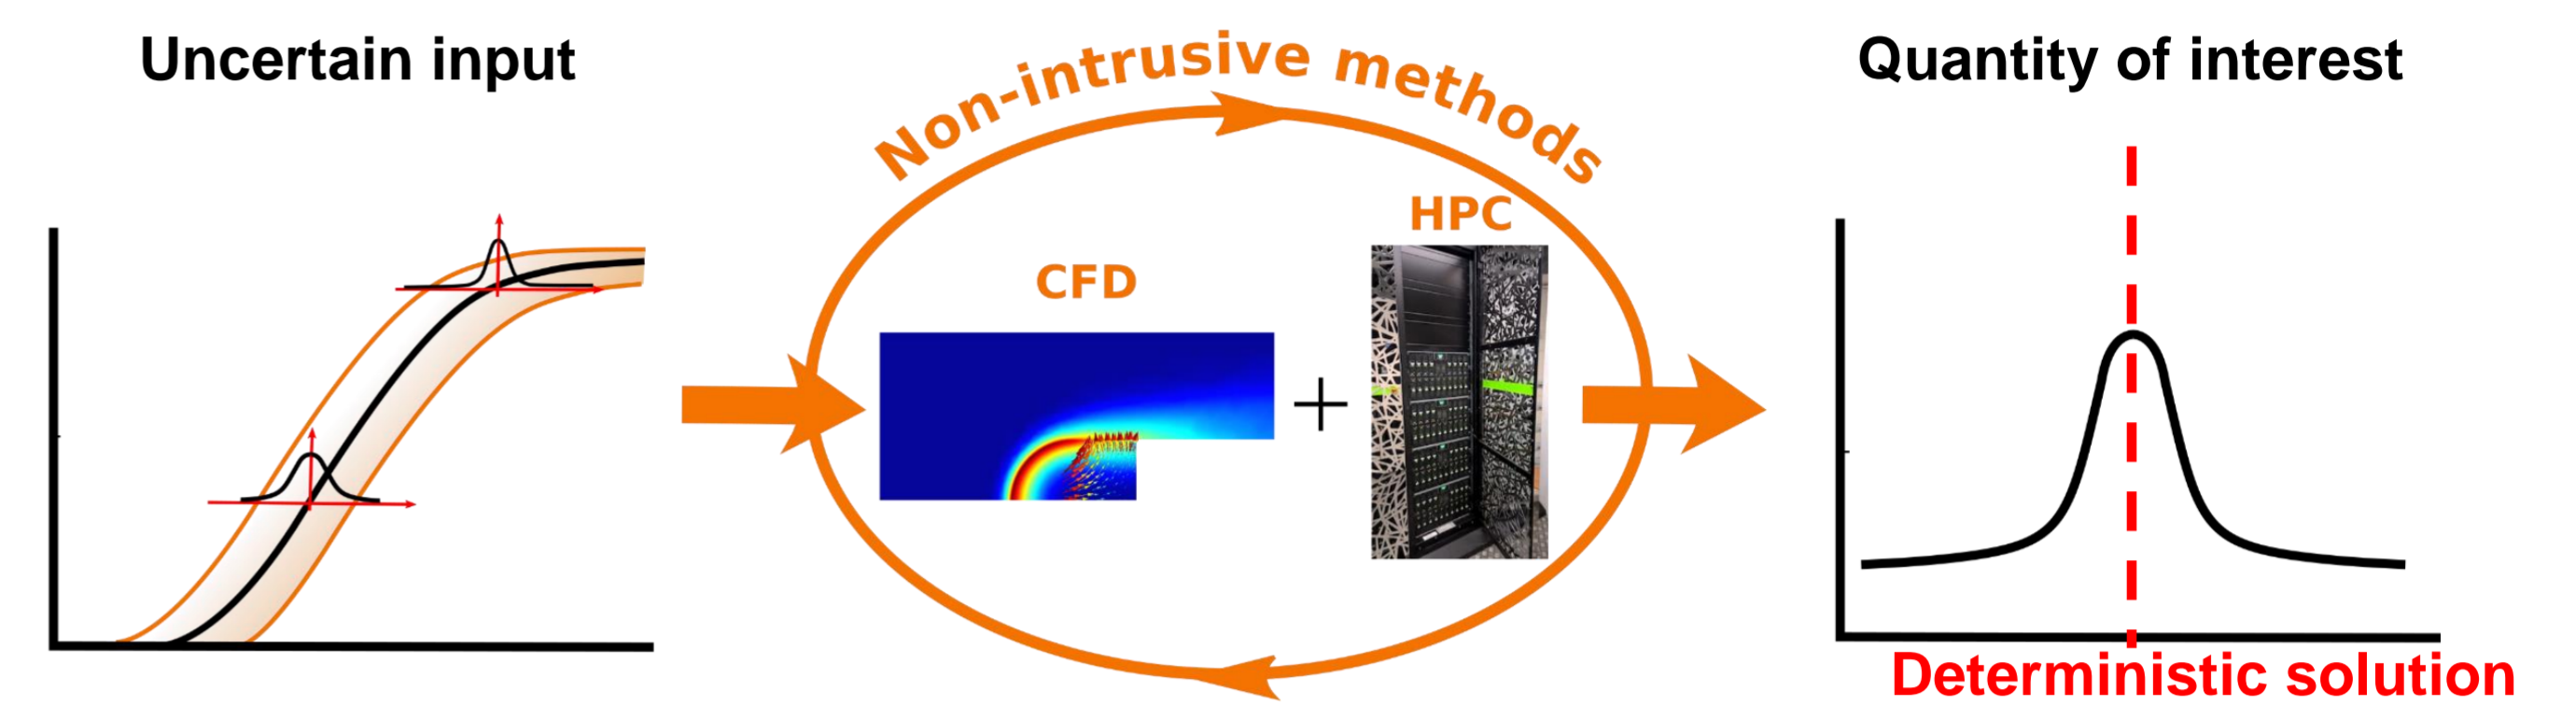 Uncertain input
Non-intrusive methods
Quantity of interest
HPC
CFD
+
Deterministic solution